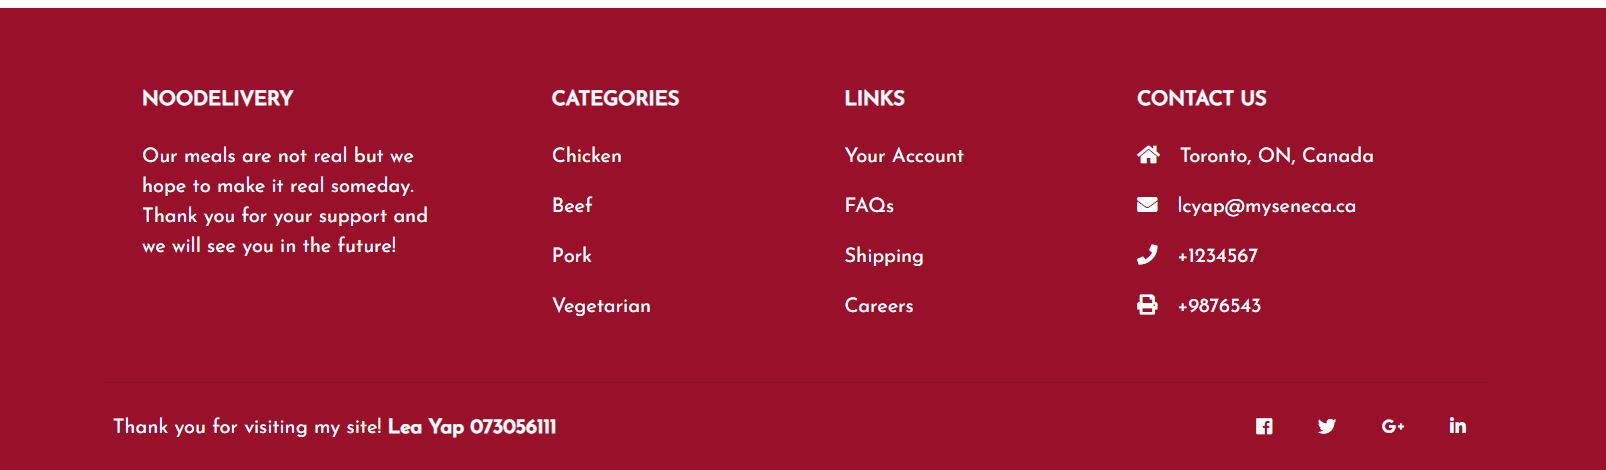 NOODELIVERY
Our meals are not real but we
hope to make it real someday.
Thank you for your support and
we will see you in the future!
CATEGORIES
Chicken
Beef
Pork
Vegetarian
LINKS
Your Account
FAQs
Shipping
Careers
CONTACT US
Toronto, ON, Canada
lcyap@myseneca.ca
+1234567
+9876543
Thank you for visiting my site! Lea Yap 073056111